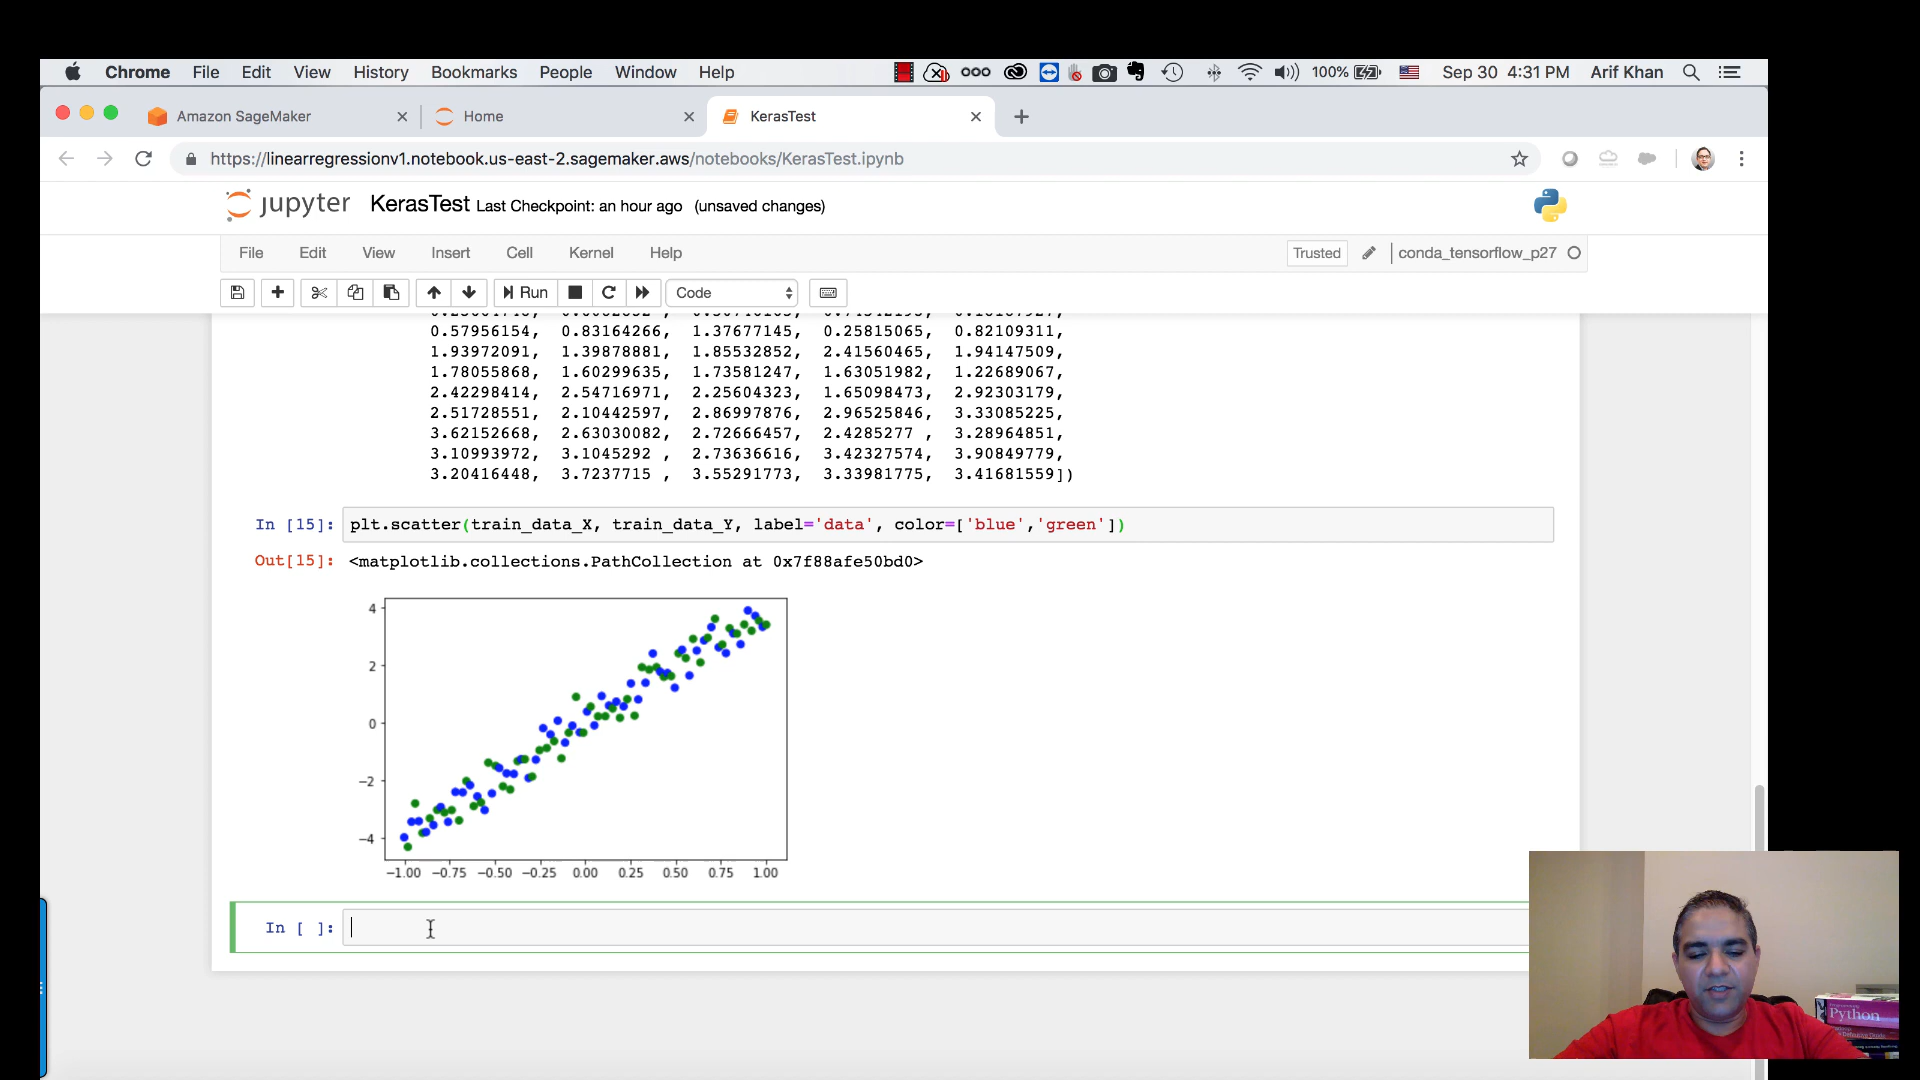 Chrome File Edit View History Bookmarks People Window Help 100% Sep 30 4:31 PM Arif Khan
Amazon SageMaker Home KerasTest
https://linearregressionv1.notebook.us-east-2.sagemaker.aws/notebooks/KerasTest.ipynb
jupyter KerasTest Last Checkpoint: an hour ago (unsaved changes)
File Edit View Insert Cell Kernel Help Trusted conda_tensorflow_p27
Run Code
0.57956154, 0.83164266, 1.37677145, 0.25815065, 0.82109311,
1.93972091, 1.39878881, 1.85532852, 2.41560465, 1.94147509,
1.78055868, 1.60299635, 1.73581247, 1.63051982, 1.22689067,
2.42298414, 2.54716971, 2.25604323, 1.65098473, 2.92303179,
2.51728551, 2.10442597, 2.86997876, 2.96525846, 3.33085225,
3.62152668, 2.63030082, 2.72666457, 2.4285277 , 3.28964851,
3.10993972, 3.1045292 , 2.73636616, 3.42327574, 3.90849779,
3.20416448, 3.7237715 , 3.55291773, 3.33981775, 3.41681559])
In [15]: plt.scatter(train_data_X, train_data_Y, label='data', color=['blue','green'])
Out[15]: <matplotlib.collections.PathCollection at 0x7f88afe50bd0>
4
2
0
−2
−4
−1.00 −0.75 −0.50 −0.25 0.00 0.25 0.50 0.75 1.00
In [ ]:
Python